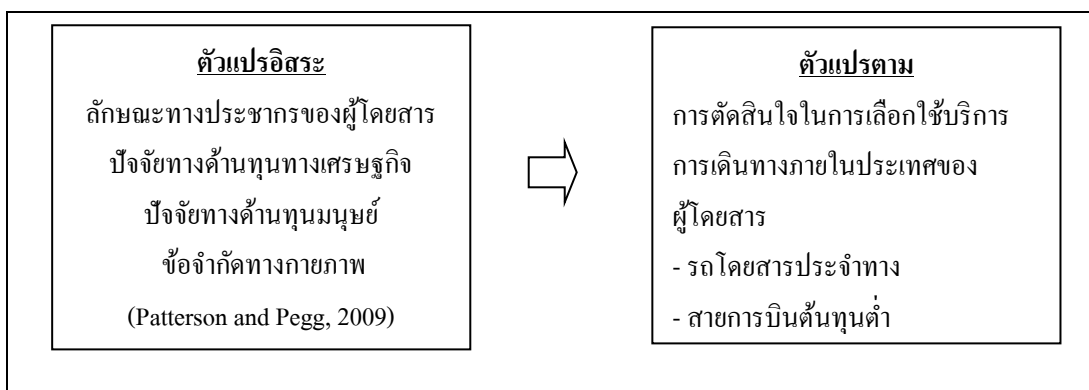 ตัวแปรอิสระ
ลักษณะทางประชากรของผู้โดยสาร
ปัจจัยทางด้านทุนทางเศรษฐกิจ
ปัจจัยทางด้านทุนมนุษย์
ข้อจำกัดทางกายภาพ
(Patterson and Pegg, 2009)
ตัวแปรตาม
การตัดสินใจในการเลือกใช้บริการ
การเดินทางภายในประเทศของ
ผู้โดยสาร
- รถโดยสารประจำทาง
- สายการบินต้นทุนต่ำ